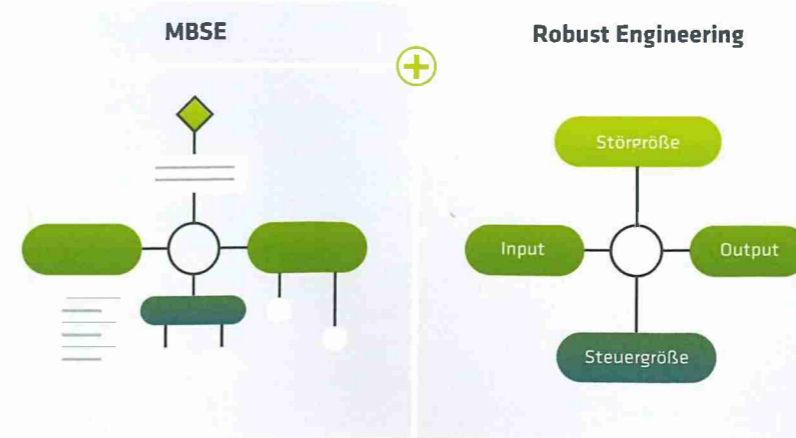 MBSE
Robust Engineering
Störgröße
Input
Output
Steuergröße